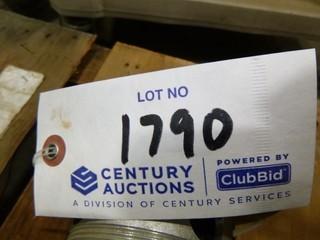 LOT NO
1790
CENTURY AUCTIONS
POWERED BY
ClubBid
A DIVISION OF CENTURY SERVICES